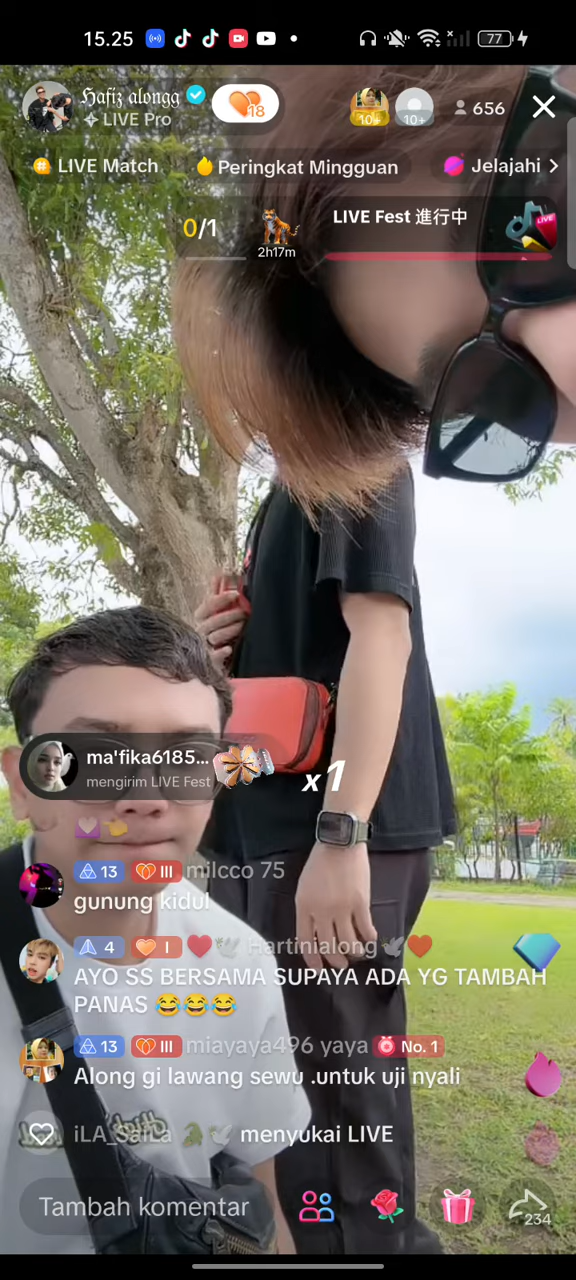 15.25
77
ℌafiz alongg
LIVE Pro
18
10+
10+
656
LIVE Match
Peringkat Mingguan
Jelajahi
0/1
2h17m
LIVE Fest 進行中
LIVE
ma'fika6185...
mengirim LIVE Fest
x1
13 III milcco 75
gunung kidul
4 I Hartinialong
AYO SS BERSAMA SUPAYA ADA YG TAMBAH
PANAS 😂😂😂
13 III miayaya496 yaya No. 1
Along gi lawang sewu .untuk uji nyali
iLA_SaiLa menyukai LIVE
Tambah komentar
234